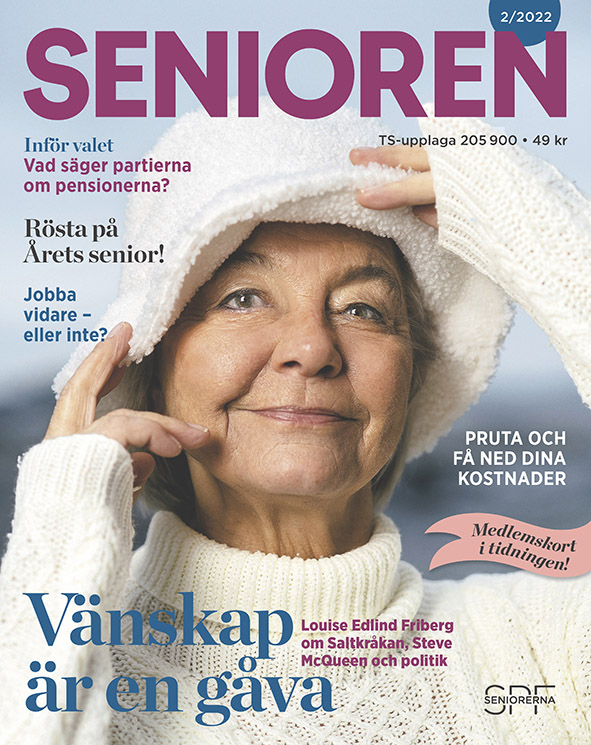 2/2022
SENIOREN
TS-upplaga 205 900 • 49 kr
Inför valet
Vad säger partierna
om pensionerna?
Rösta på
Årets senior!
Jobba
vidare –
eller inte?
PRUTA OCH
FÅ NED DINA
KOSTNADER
Medlemskort
i tidningen!
Vänskap
är en gåva
Louise Edlind Friberg
om Saltkråkan, Steve
McQueen och politik
SPF
SENIORERNA